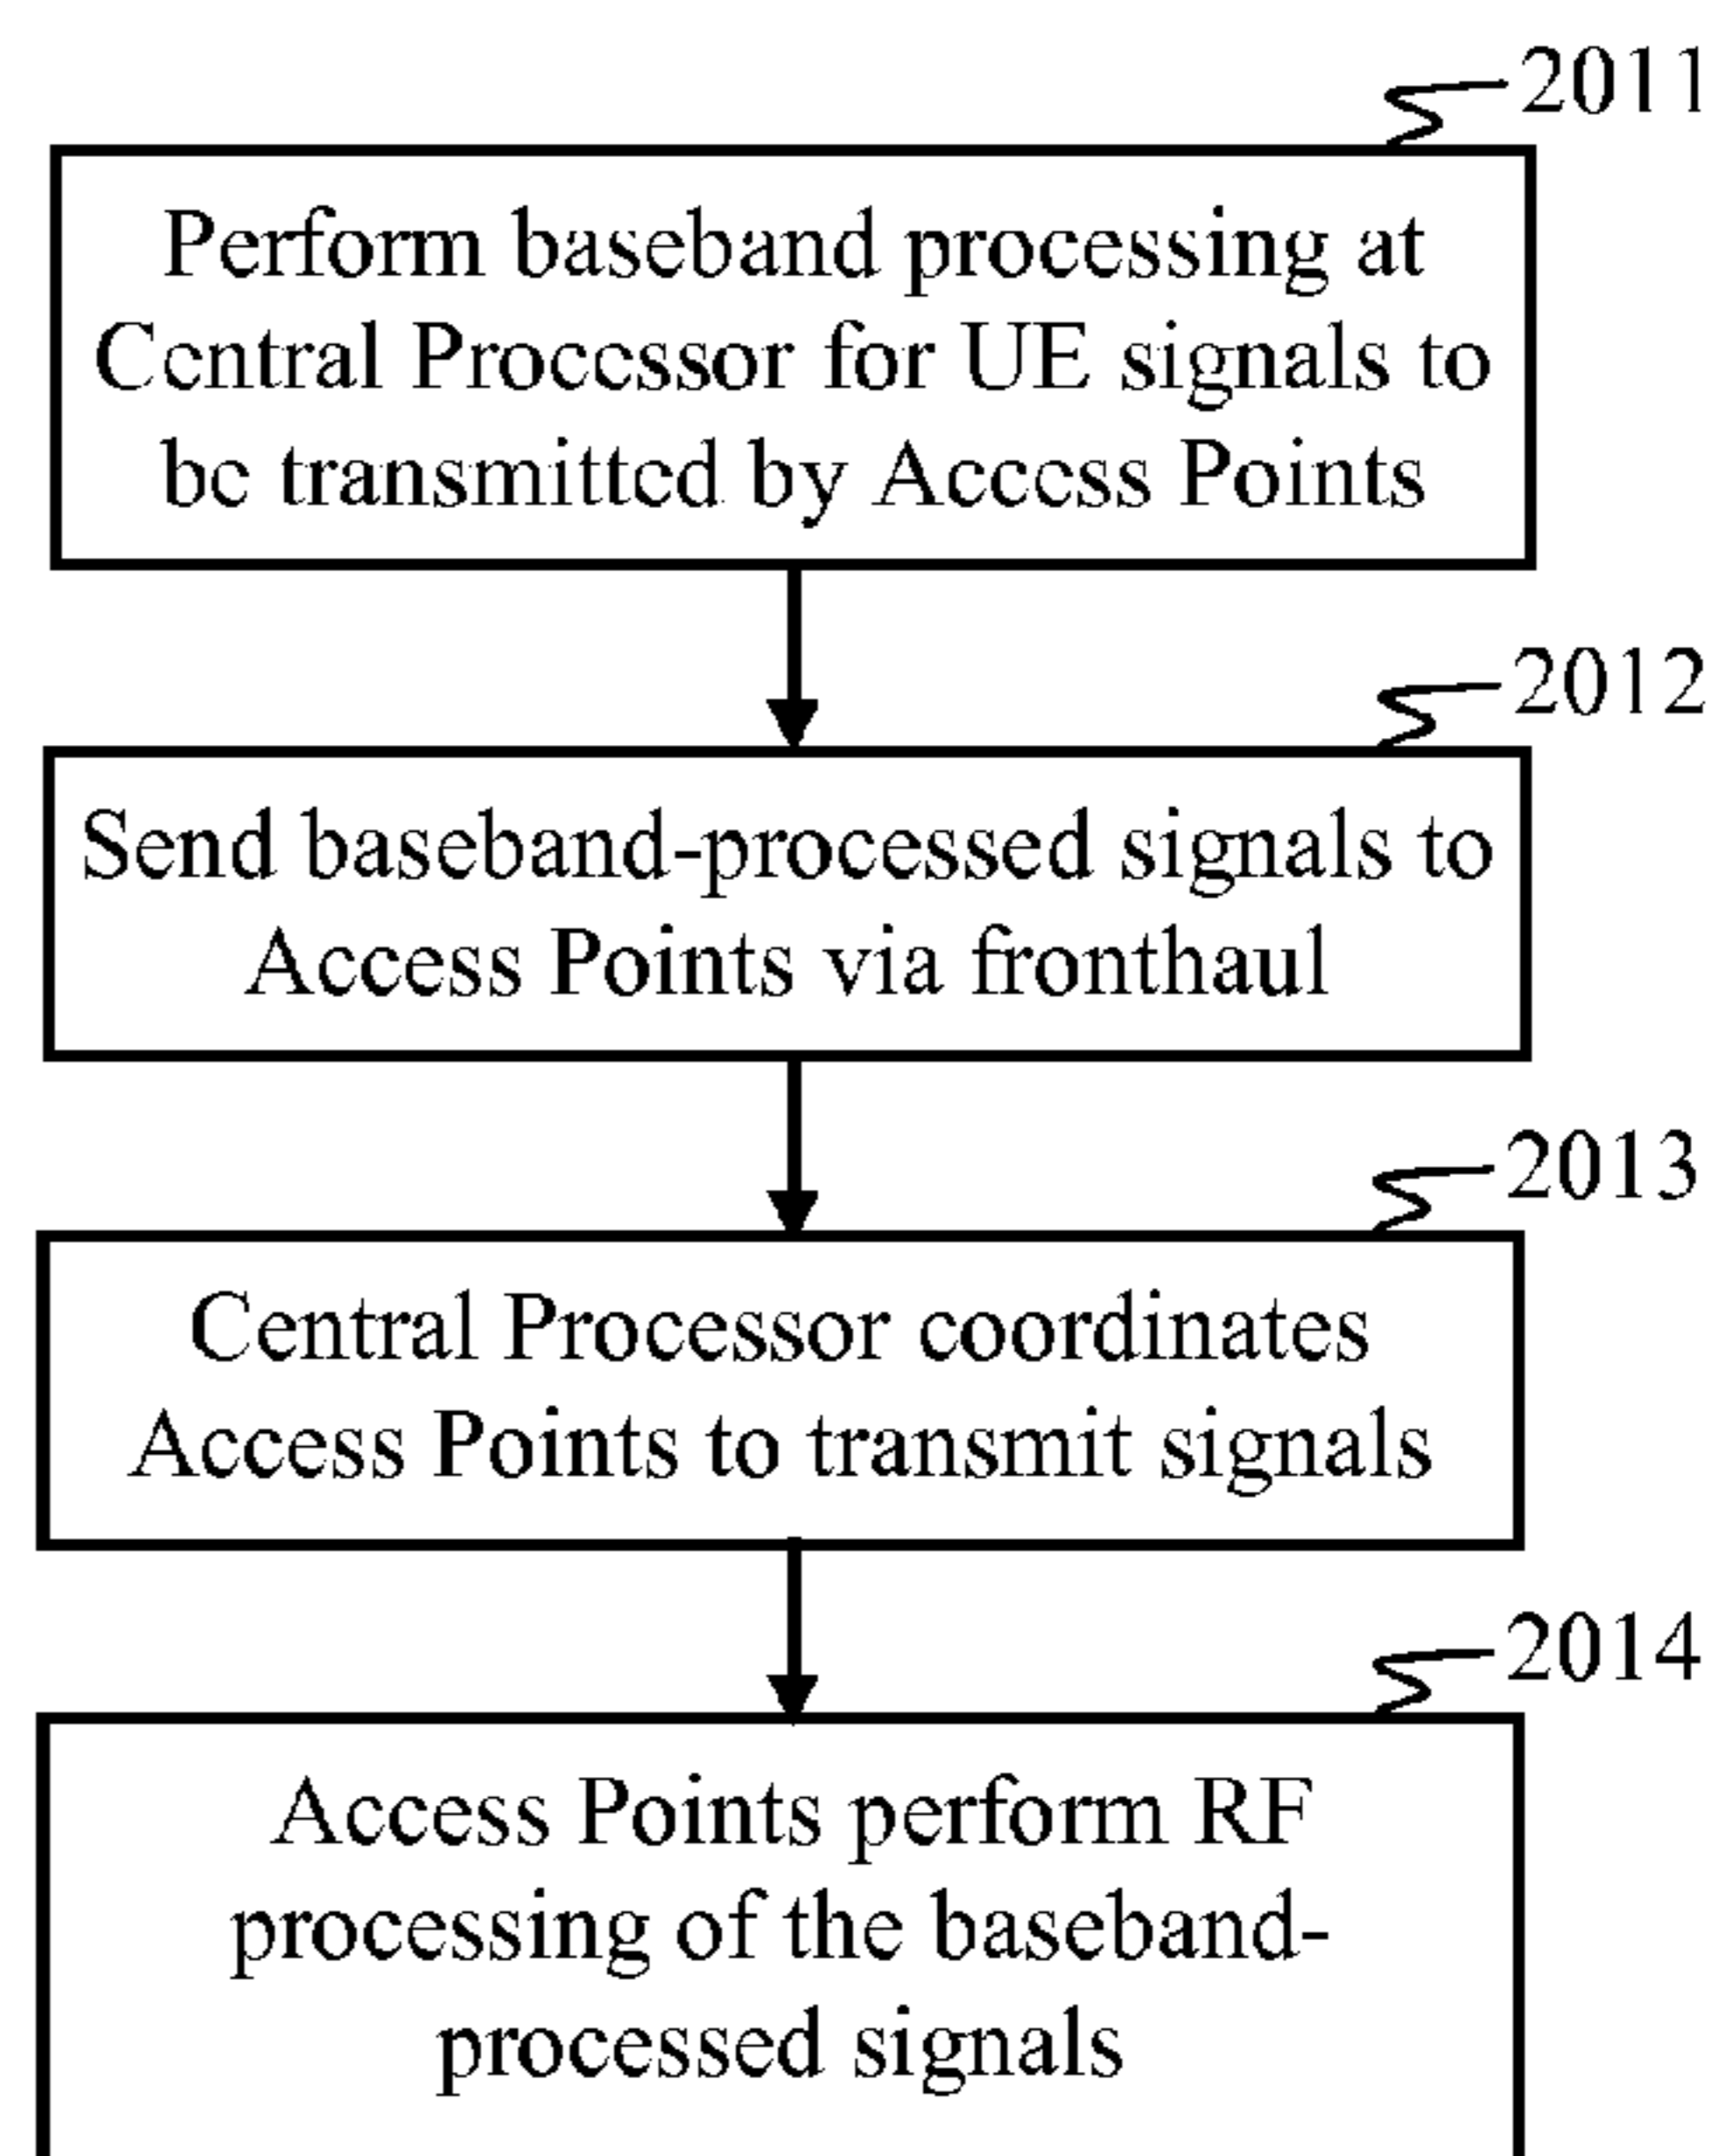 2011
Perform baseband processing at
Central Processor for UE signals to
be transmitted by Access Points
2012
Send baseband-processed signals to
Access Points via fronthaul
2013
Central Processor coordinates
Access Points to transmit signals
2014
Access Points perform RF
processing of the baseband-
processed signals